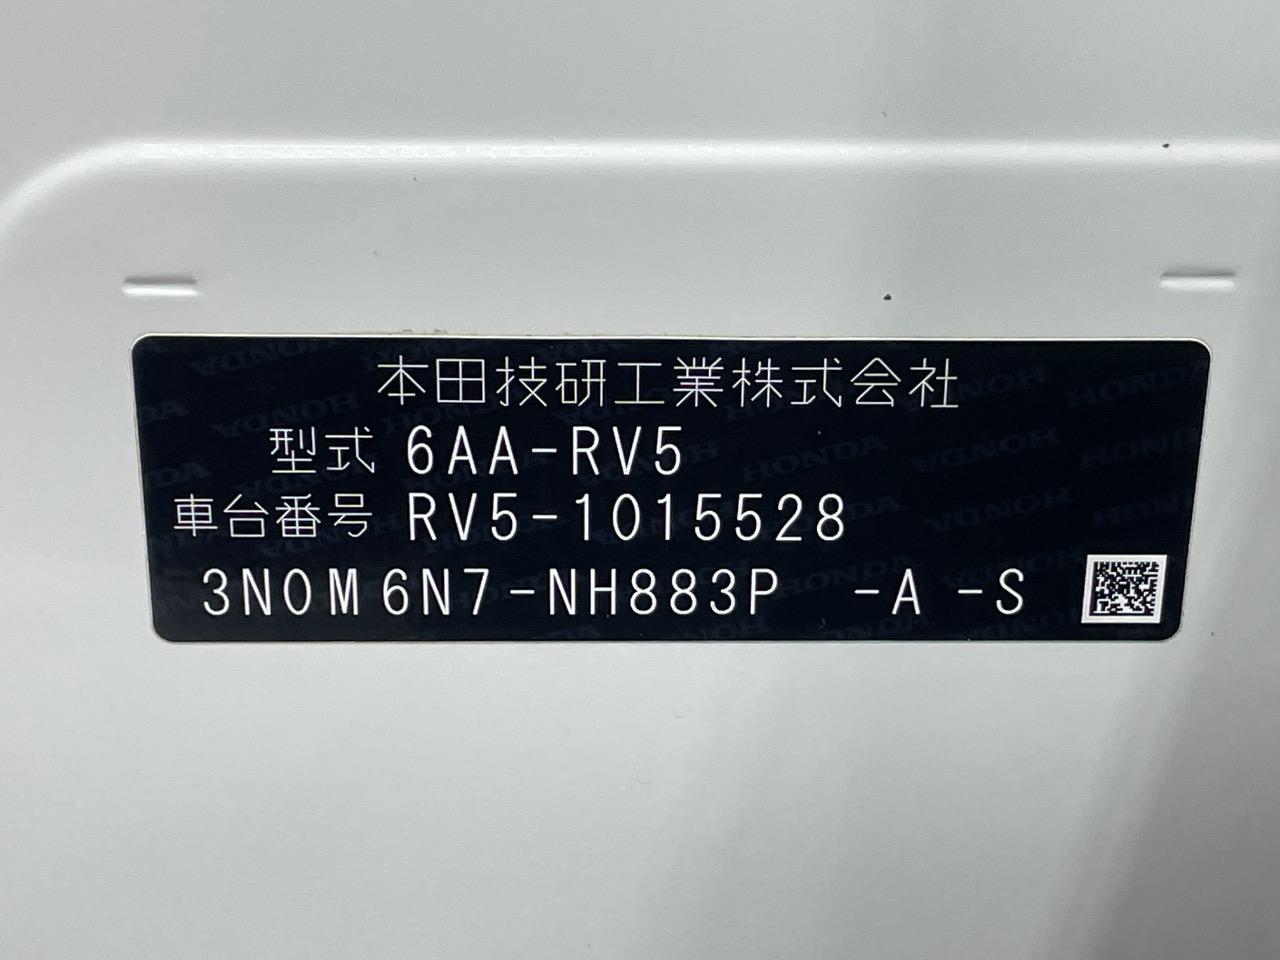 本田技研工業株式会社
型式 6AA-RV5
車台番号 RV5-1015528
3N0M6N7-NH883P -A -S